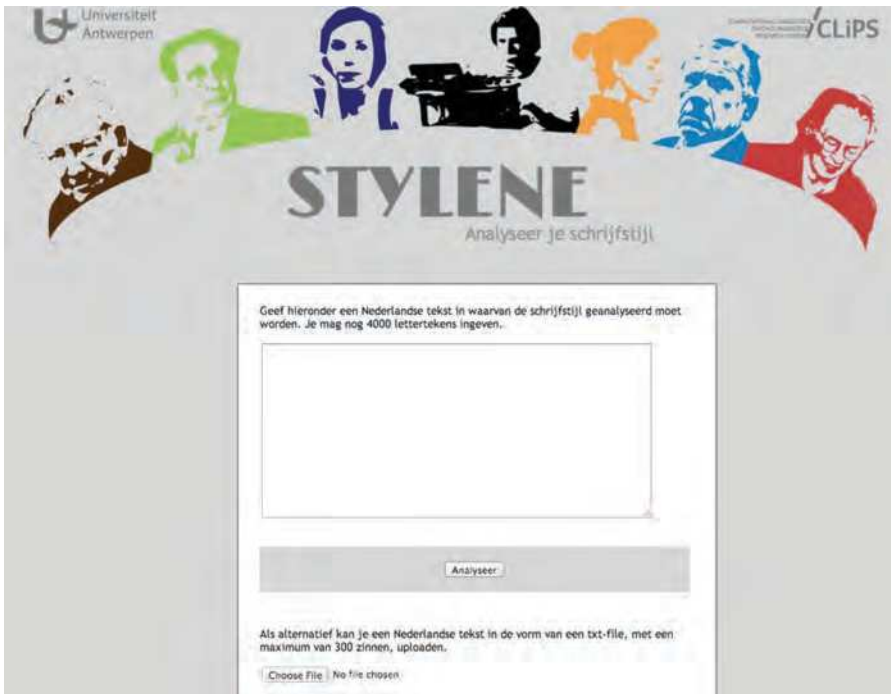 Universiteit
Antwerpen
CLiPS
STYLENE
Analyseer je schrijfstijl
Geef hieronder een Nederlandse tekst in waarvan de schrijfstijl geanalyseerd moet
worden. Je mag nog 4000 lettertekens ingeven.
Analyseer
Als alternatief kan je een Nederlandse tekst in de vorm van een txt-file, met een
maximum van 300 zinnen, uploaden.
Choose File No file chosen